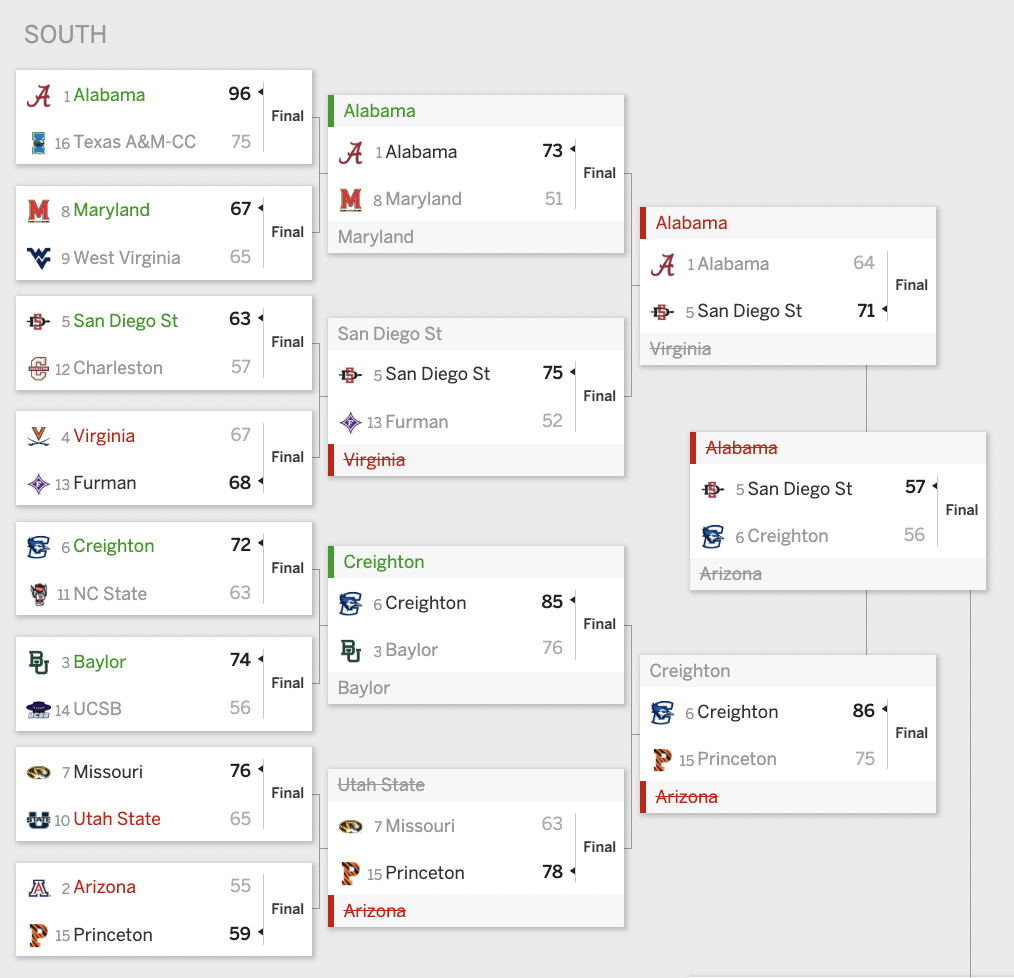 SOUTH
1 Alabama 96
Final
16 Texas A&M-CC 75
8 Maryland 67
Final
9 West Virginia 65
5 San Diego St 63
Final
12 Charleston 57
4 Virginia 67
Final
13 Furman 68
6 Creighton 72
Final
11 NC State 63
3 Baylor 74
Final
14 UCSB 56
7 Missouri 76
Final
10 Utah State 65
2 Arizona 55
Final
15 Princeton 59
Alabama
1 Alabama 73
Final
8 Maryland 51
Maryland
San Diego St
5 San Diego St 75
Final
13 Furman 52
Virginia
Creighton
6 Creighton 85
Final
3 Baylor 76
Baylor
Utah State
7 Missouri 63
Final
15 Princeton 78
Arizona
Alabama
1 Alabama 64
Final
5 San Diego St 71
Virginia
Creighton
6 Creighton 86
Final
15 Princeton 75
Arizona
Alabama
5 San Diego St 57
Final
6 Creighton 56
Arizona